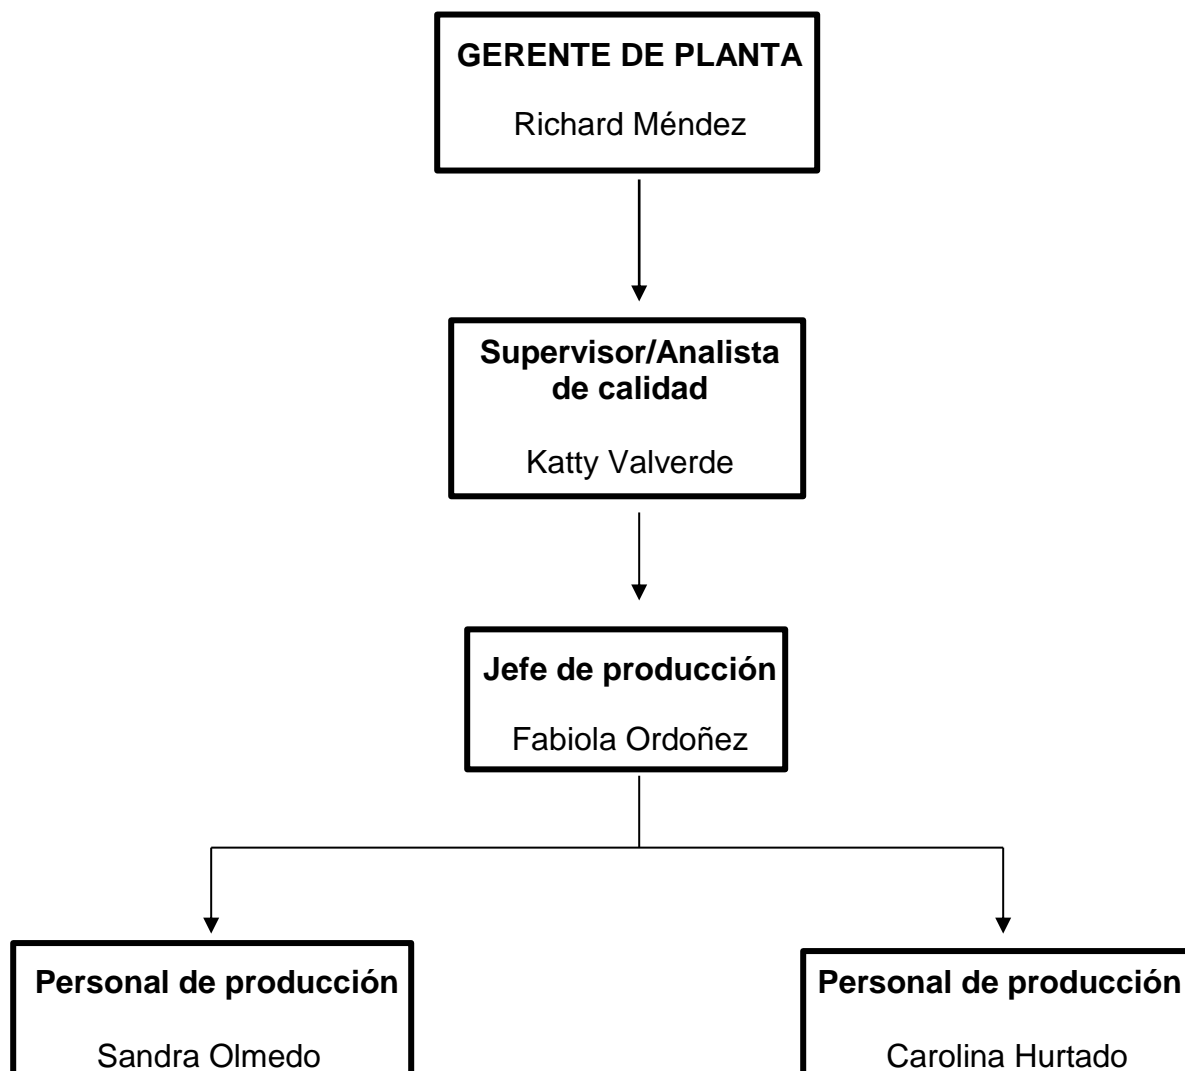 GERENTE DE PLANTA
Richard Méndez
Supervisor/Analista
de calidad
Katty Valverde
Jefe de producción
Fabiola Ordoñez
Personal de producción
Sandra Olmedo
Personal de producción
Carolina Hurtado